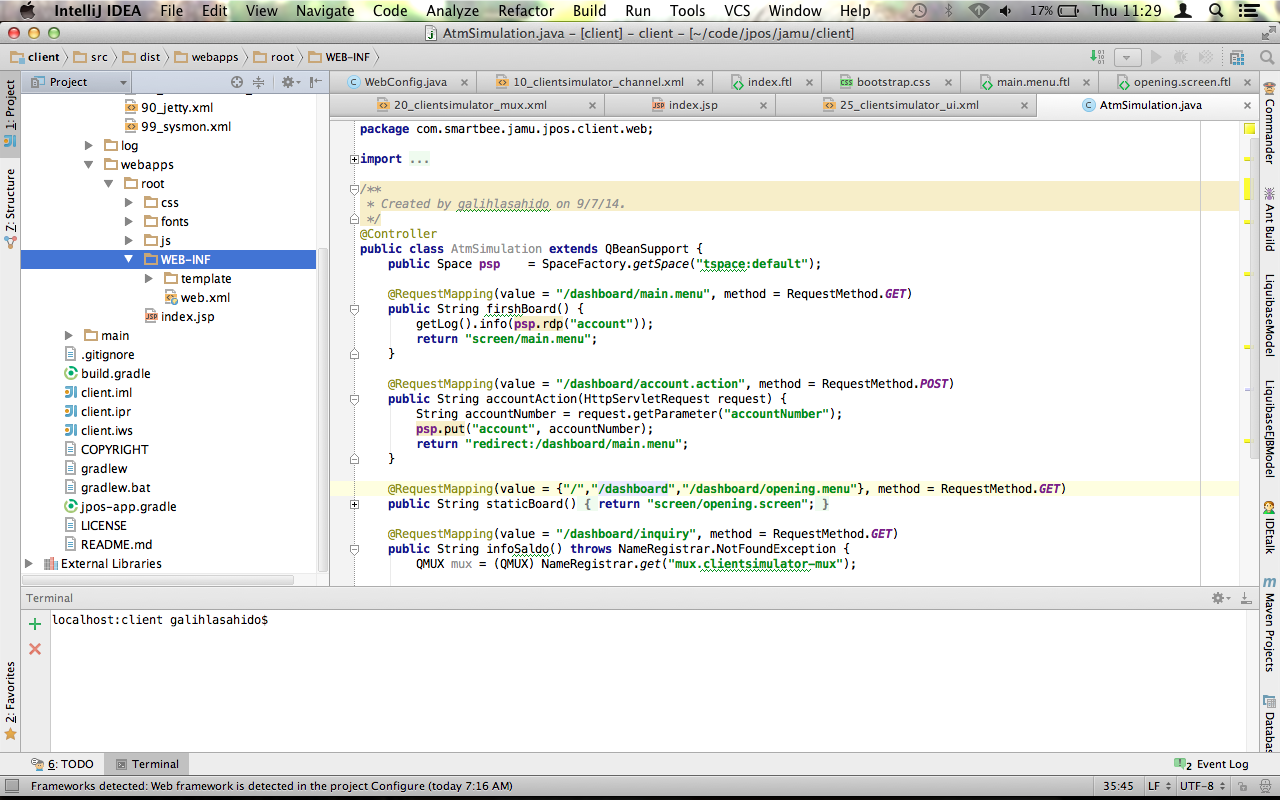 IntelliJ IDEA File Edit View Navigate Code Analyze Refactor Build Run Tools VCS Window Help 17% Thu 11:29
AtmSimulation.java - [client] - client - [~/code/jpos/jamu/client]
client src dist webapps root WEB-INF
Project
WebConfig.java 10_clientsimulator_channel.xml index.ftl bootstrap.css main.menu.ftl opening.screen.ftl
20_clientsimulator_mux.xml index.jsp 25_clientsimulator_ui.xml AtmSimulation.java
1: Project
Z: Structure
2: Favorites
90_jetty.xml
99_sysmon.xml
log
webapps
root
css
fonts
js
WEB-INF
template
web.xml
index.jsp
main
.gitignore
build.gradle
client.iml
client.ipr
client.iws
COPYRIGHT
gradlew
gradlew.bat
jpos-app.gradle
LICENSE
README.md
External Libraries
package com.smartbee.jamu.jpos.client.web;
import ...
/**
* Created by galihlasahido on 9/7/14.
*/
@Controller
public class AtmSimulation extends QBeanSupport {
public Space psp = SpaceFactory.getSpace("tspace:default");
@RequestMapping(value = "/dashboard/main.menu", method = RequestMethod.GET)
public String firshBoard() {
getLog().info(psp.rdp("account"));
return "screen/main.menu";
}
@RequestMapping(value = "/dashboard/account.action", method = RequestMethod.POST)
public String accountAction(HttpServletRequest request) {
String accountNumber = request.getParameter("accountNumber");
psp.put("account", accountNumber);
return "redirect:/dashboard/main.menu";
}
@RequestMapping(value = {"/","/dashboard","/dashboard/opening.menu"}, method = RequestMethod.GET)
public String staticBoard() { return "screen/opening.screen"; }
@RequestMapping(value = "/dashboard/inquiry", method = RequestMethod.GET)
public String infoSaldo() throws NameRegistrar.NotFoundException {
QMUX mux = (QMUX) NameRegistrar.get("mux.clientsimulator-mux");
Commander
Ant Build
LiquibaseModel
LiquibaseEJBModel
IDEtalk
m
Maven Projects
Terminal
localhost:client galihlasahido$
6: TODO Terminal 2 Event Log
Frameworks detected: Web framework is detected in the project Configure (today 7:16 AM) 35:45 LF UTF-8